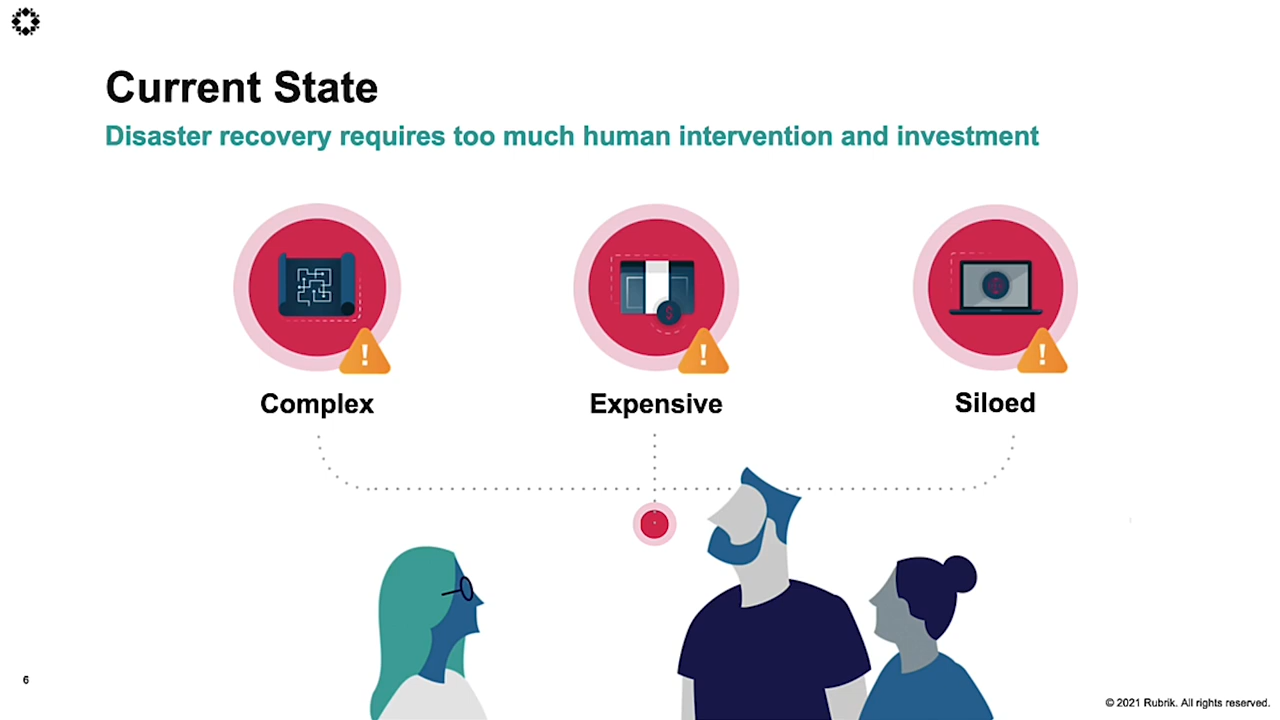 Current State
Disaster recovery requires too much human intervention and investment
!
!
!
$
Complex
Expensive
Siloed
6
© 2021 Rubrik. All rights reserved.